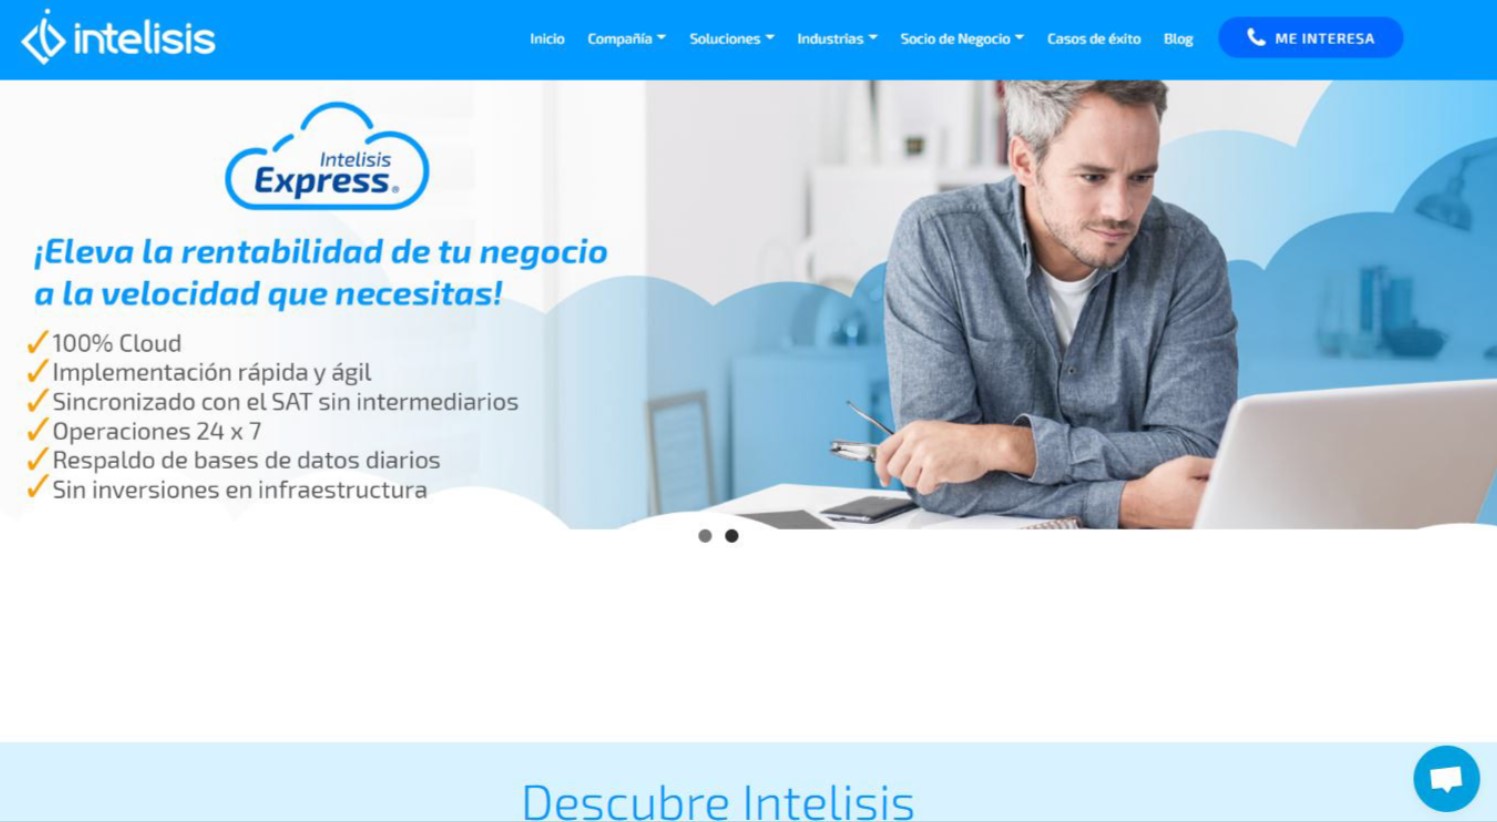 intelisis
Inicio
Compañía
Soluciones
Industrias
Socio de Negocio
Casos de éxito
Blog
ME INTERESA
Intelisis
Express®
¡Eleva la rentabilidad de tu negocio
a la velocidad que necesitas!
✓100% Cloud
✓Implementación rápida y ágil
✓Sincronizado con el SAT sin intermediarios
✓Operaciones 24 x 7
✓Respaldo de bases de datos diarios
✓Sin inversiones en infraestructura
Descubre Intelisis